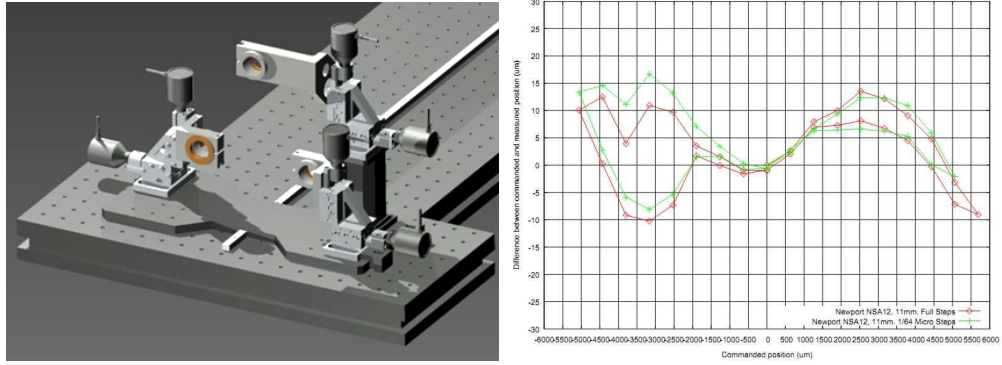 30
25
20
15
10
5
0
-5
-10
-15
-20
-25
-30
Difference between commanded and measured position (um)
Newport NSA12, 11mm. Full Steps
Newport NSA12, 11mm. 1/64 Micro Steps
-6000 -5500 -5000 -4500 -4000 -3500 -3000 -2500 -2000 -1500 -1000 -500 0 500 1000 1500 2000 2500 3000 3500 4000 4500 5000 5500 6000
Commanded position (um)